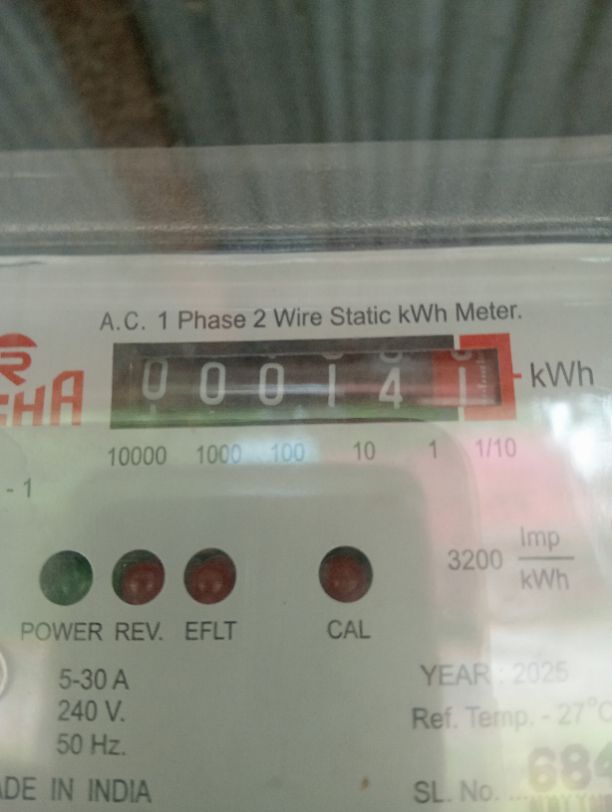 A.C. 1 Phase 2 Wire Static kWh Meter.
0 0 0 1 4 1 kWh
10000 1000 100 10 1 1/10
- 1
3200 Imp/kWh
POWER REV. EFLT CAL
5-30 A
YEAR : 2025
240 V.
Ref. Temp. - 27°C
50 Hz.
ADE IN INDIA
SL. No. ... 684